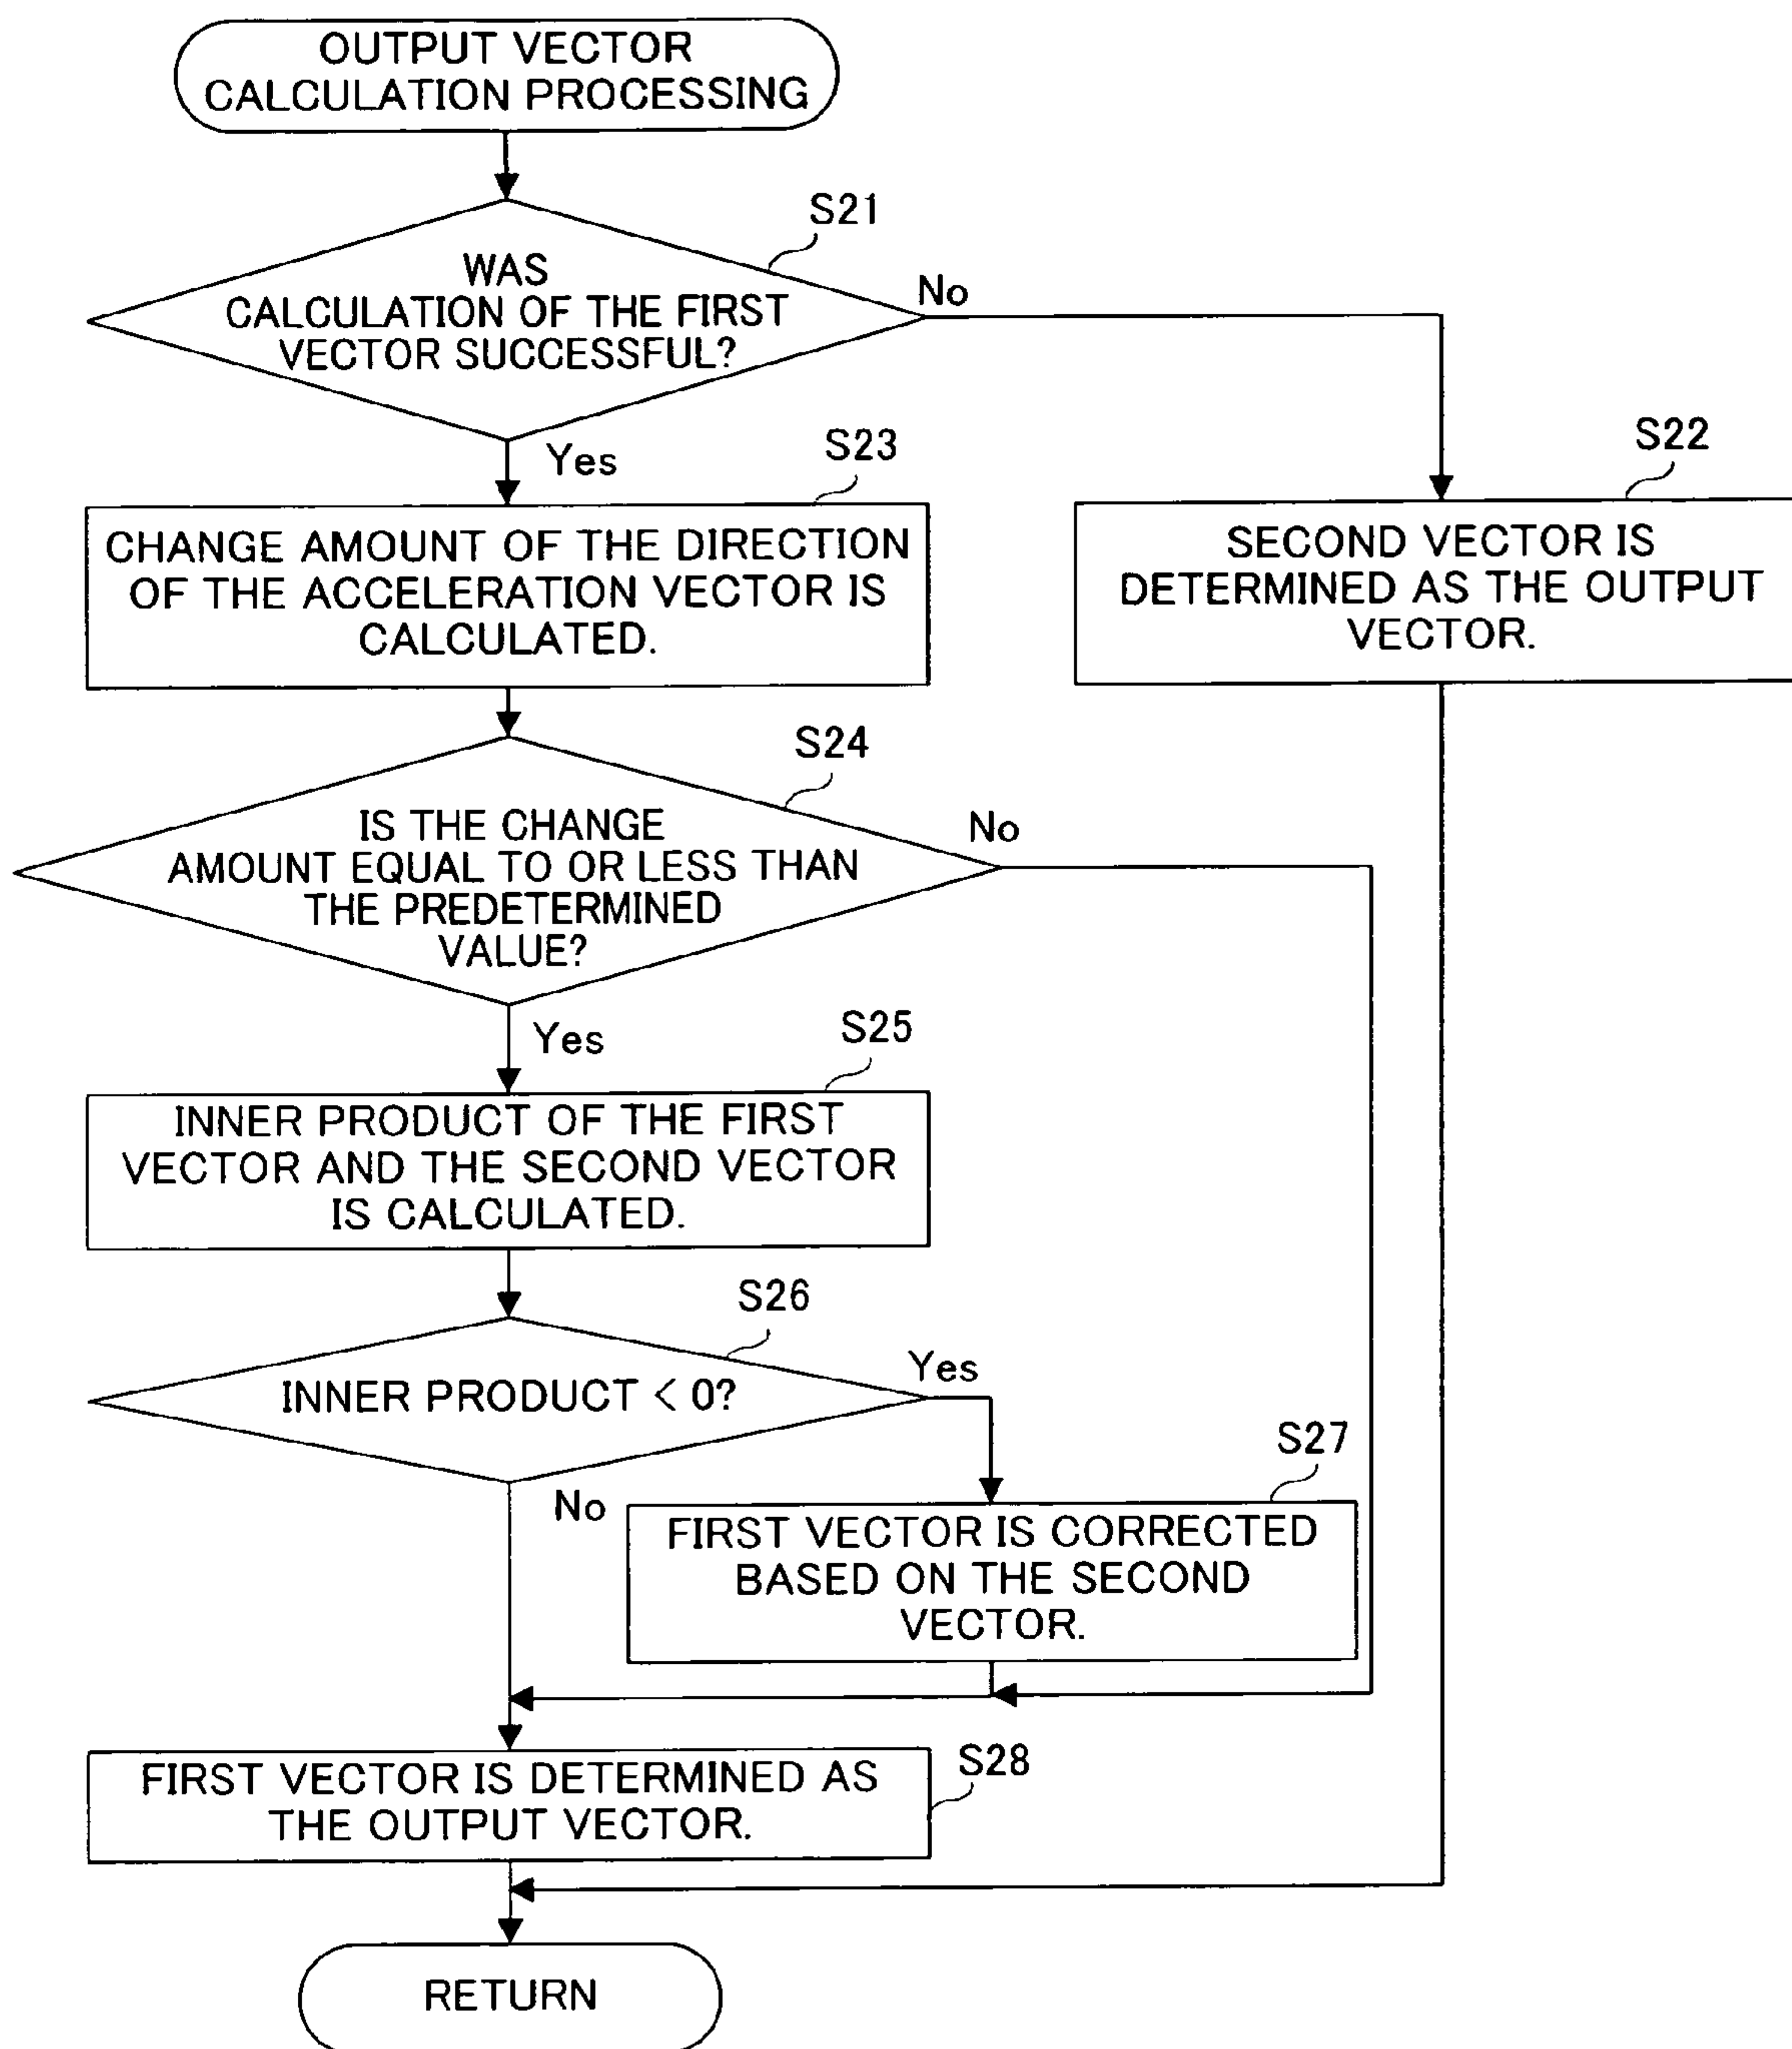 OUTPUT VECTOR
CALCULATION PROCESSING
S21
WAS
CALCULATION OF THE FIRST
VECTOR SUCCESSFUL?
No
Yes
S23
CHANGE AMOUNT OF THE DIRECTION
OF THE ACCELERATION VECTOR IS
CALCULATED.
S22
SECOND VECTOR IS
DETERMINED AS THE OUTPUT
VECTOR.
S24
IS THE CHANGE
AMOUNT EQUAL TO OR LESS THAN
THE PREDETERMINED
VALUE?
No
Yes
S25
INNER PRODUCT OF THE FIRST
VECTOR AND THE SECOND VECTOR
IS CALCULATED.
S26
INNER PRODUCT < 0?
Yes
No
S27
FIRST VECTOR IS CORRECTED
BASED ON THE SECOND
VECTOR.
S28
FIRST VECTOR IS DETERMINED AS
THE OUTPUT VECTOR.
RETURN